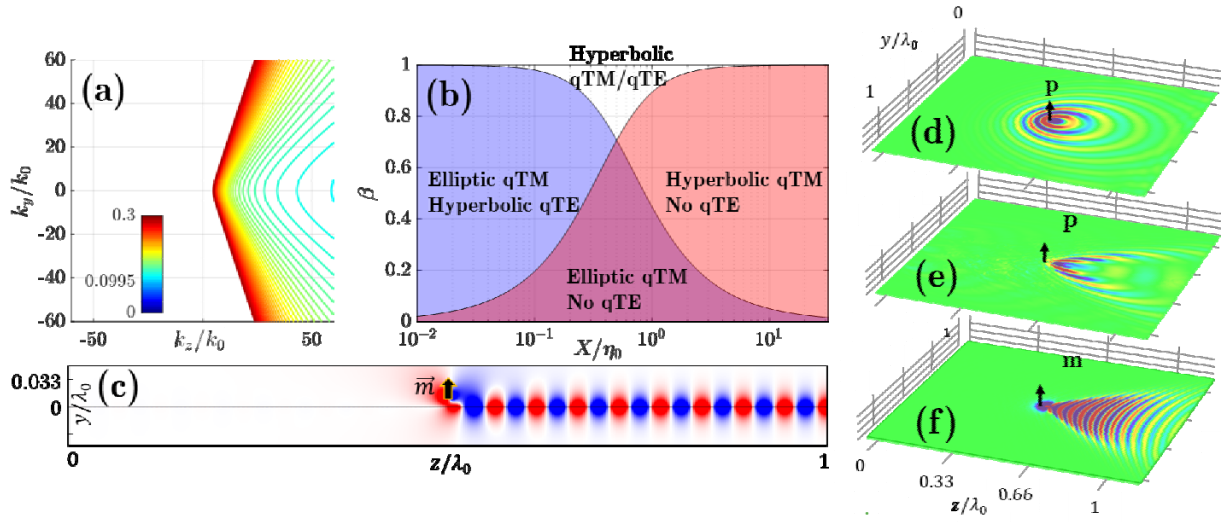 (a)
60
40
20
0
-20
-40
-60
k_y/k_0
0.3
0.0995
0
-50
0
50
k_z/k_0
Hyperbolic
qTM/qTE
(b)
1
0.8
0.6
0.4
0.2
0
β
Elliptic qTM
Hyperbolic qTE
Hyperbolic qTM
No qTE
Elliptic qTM
No qTE
10^{-2}
10^{-1}
10^{0}
10^{1}
X/η_0
(c)
0.033
0
y/λ_0
m
0
z/λ_0
1
0
y/λ_0
1
p
(d)
p
(e)
1
m
(f)
0
0.33
0.66
1
z/λ_0